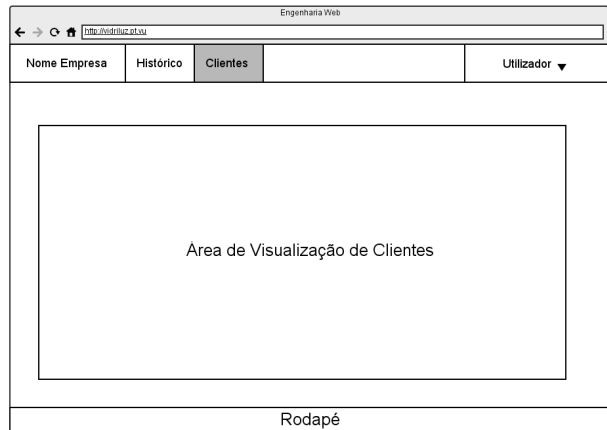 Engenharia Web
http://vidriluz.pt.vu
Nome Empresa Histórico Clientes Utilizador
Área de Visualização de Clientes
Rodapé